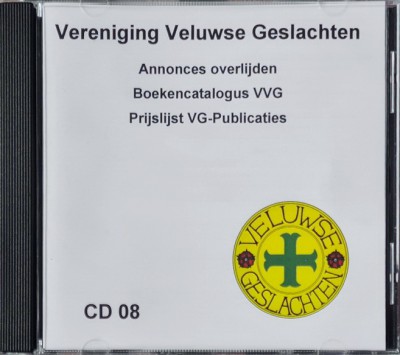 Vereniging Veluwse Geslachten
Annonces overlijden
Boekencatalogus VVG
Prijslijst VG-Publicaties
VELUWSE
GESLACHTEN
CD 08